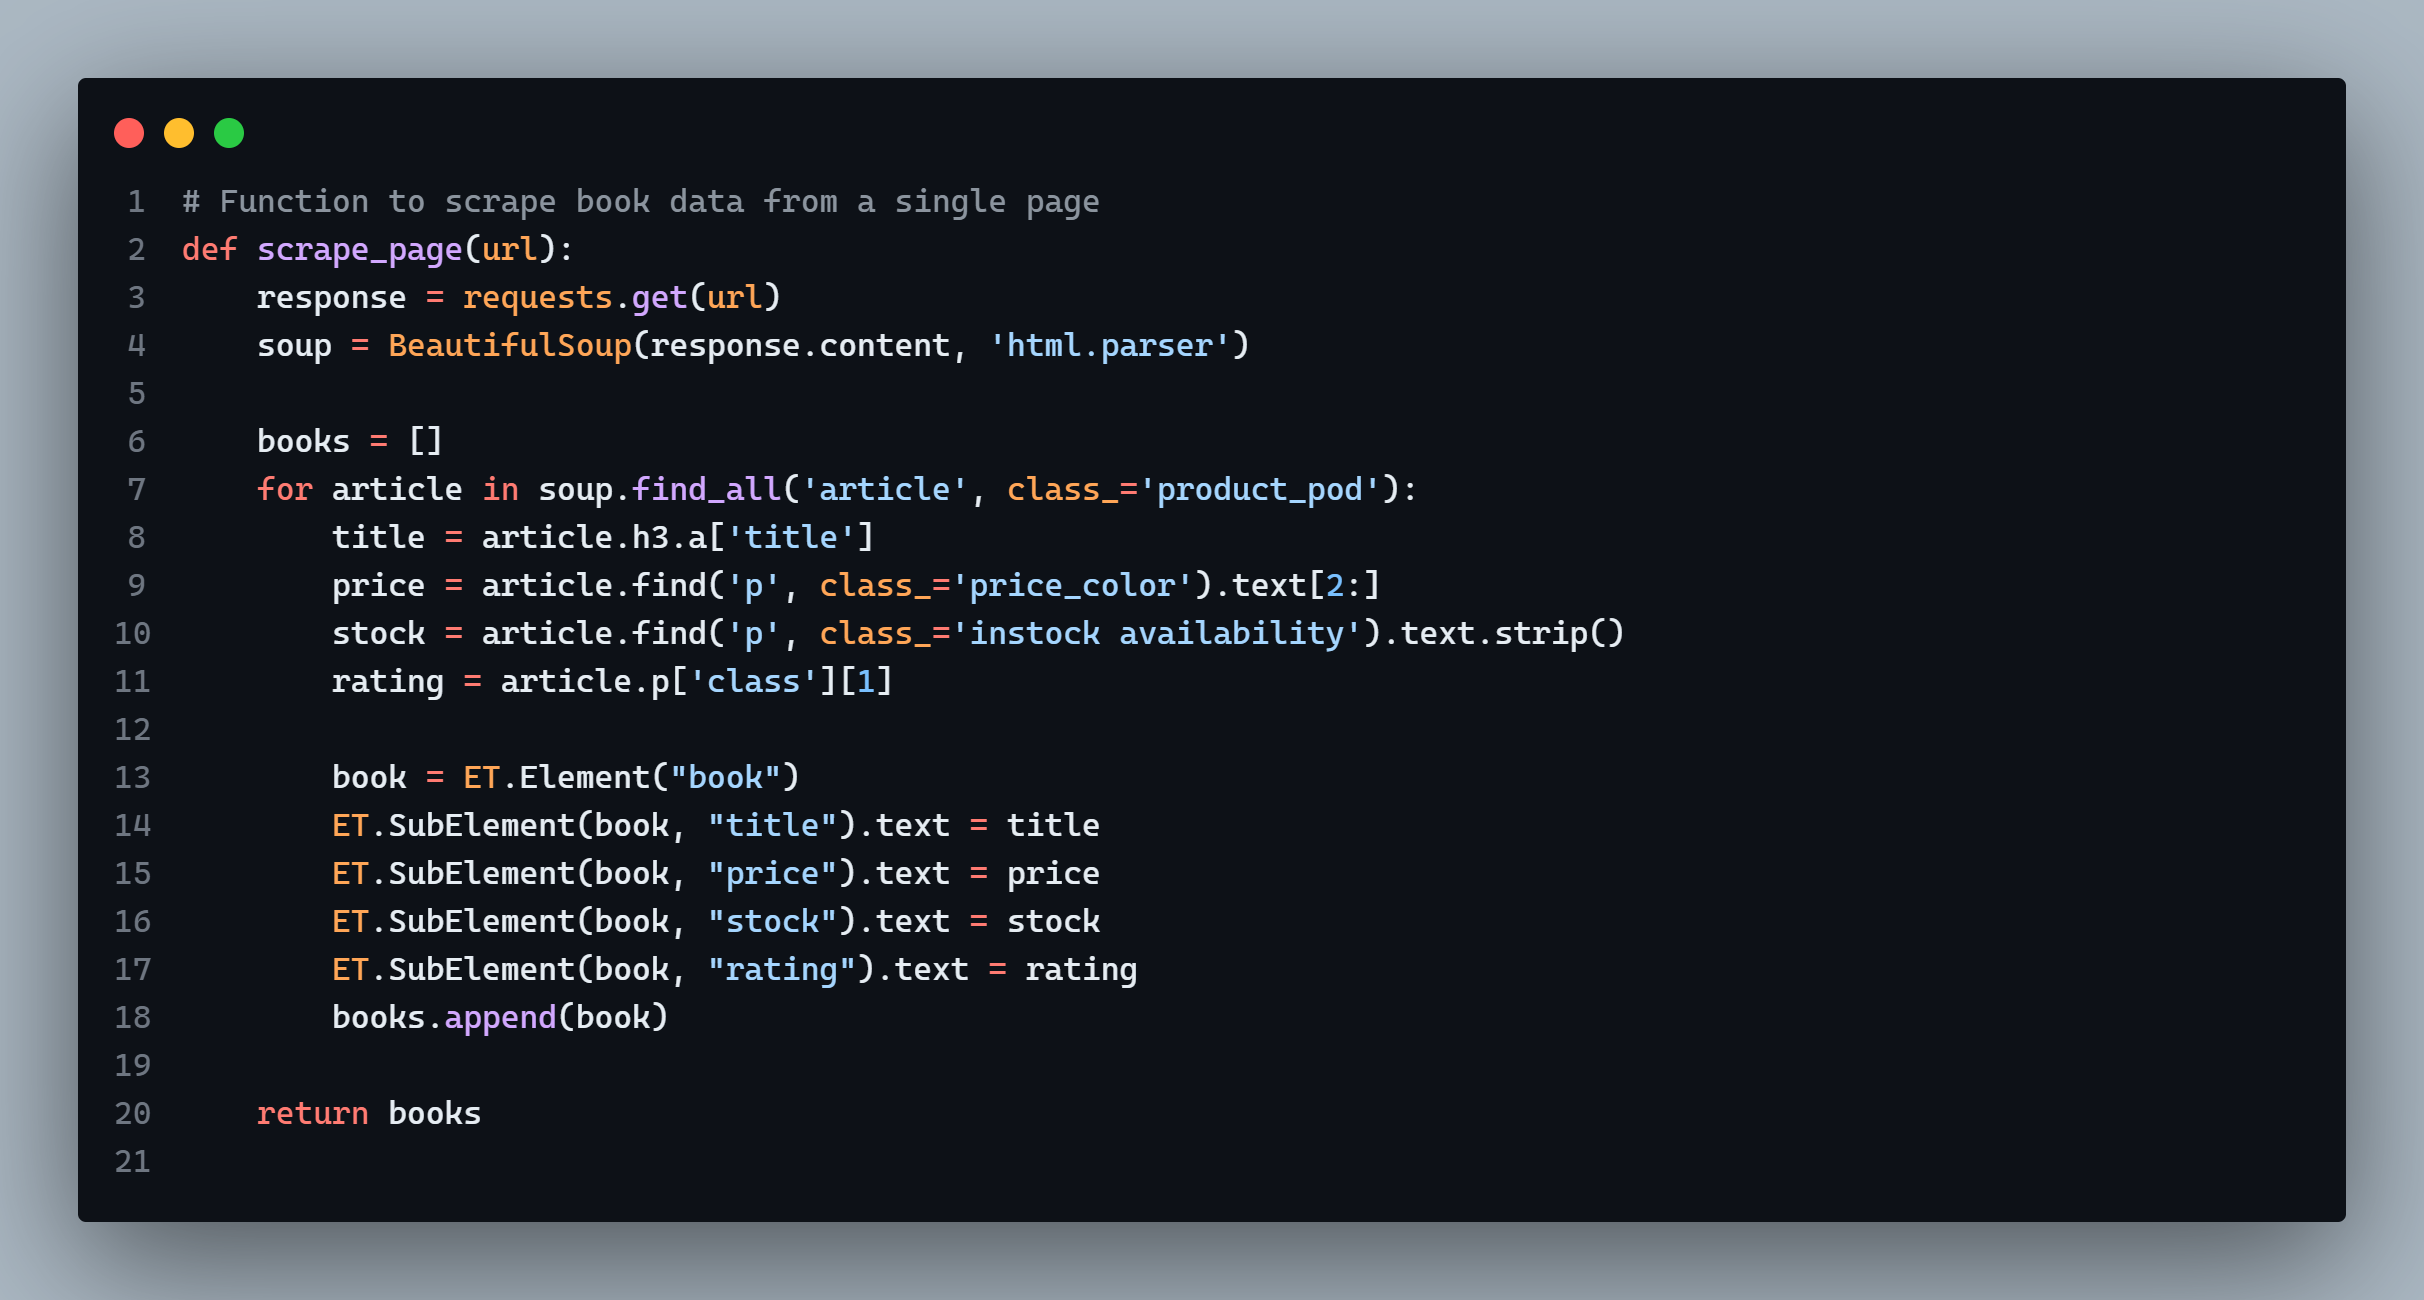 1 # Function to scrape book data from a single page
2 def scrape_page(url):
3     response = requests.get(url)
4     soup = BeautifulSoup(response.content, 'html.parser')
5
6     books = []
7     for article in soup.find_all('article', class_='product_pod'):
8         title = article.h3.a['title']
9         price = article.find('p', class_='price_color').text[2:]
10         stock = article.find('p', class_='instock availability').text.strip()
11         rating = article.p['class'][1]
12
13         book = ET.Element("book")
14         ET.SubElement(book, "title").text = title
15         ET.SubElement(book, "price").text = price
16         ET.SubElement(book, "stock").text = stock
17         ET.SubElement(book, "rating").text = rating
18         books.append(book)
19
20     return books
21